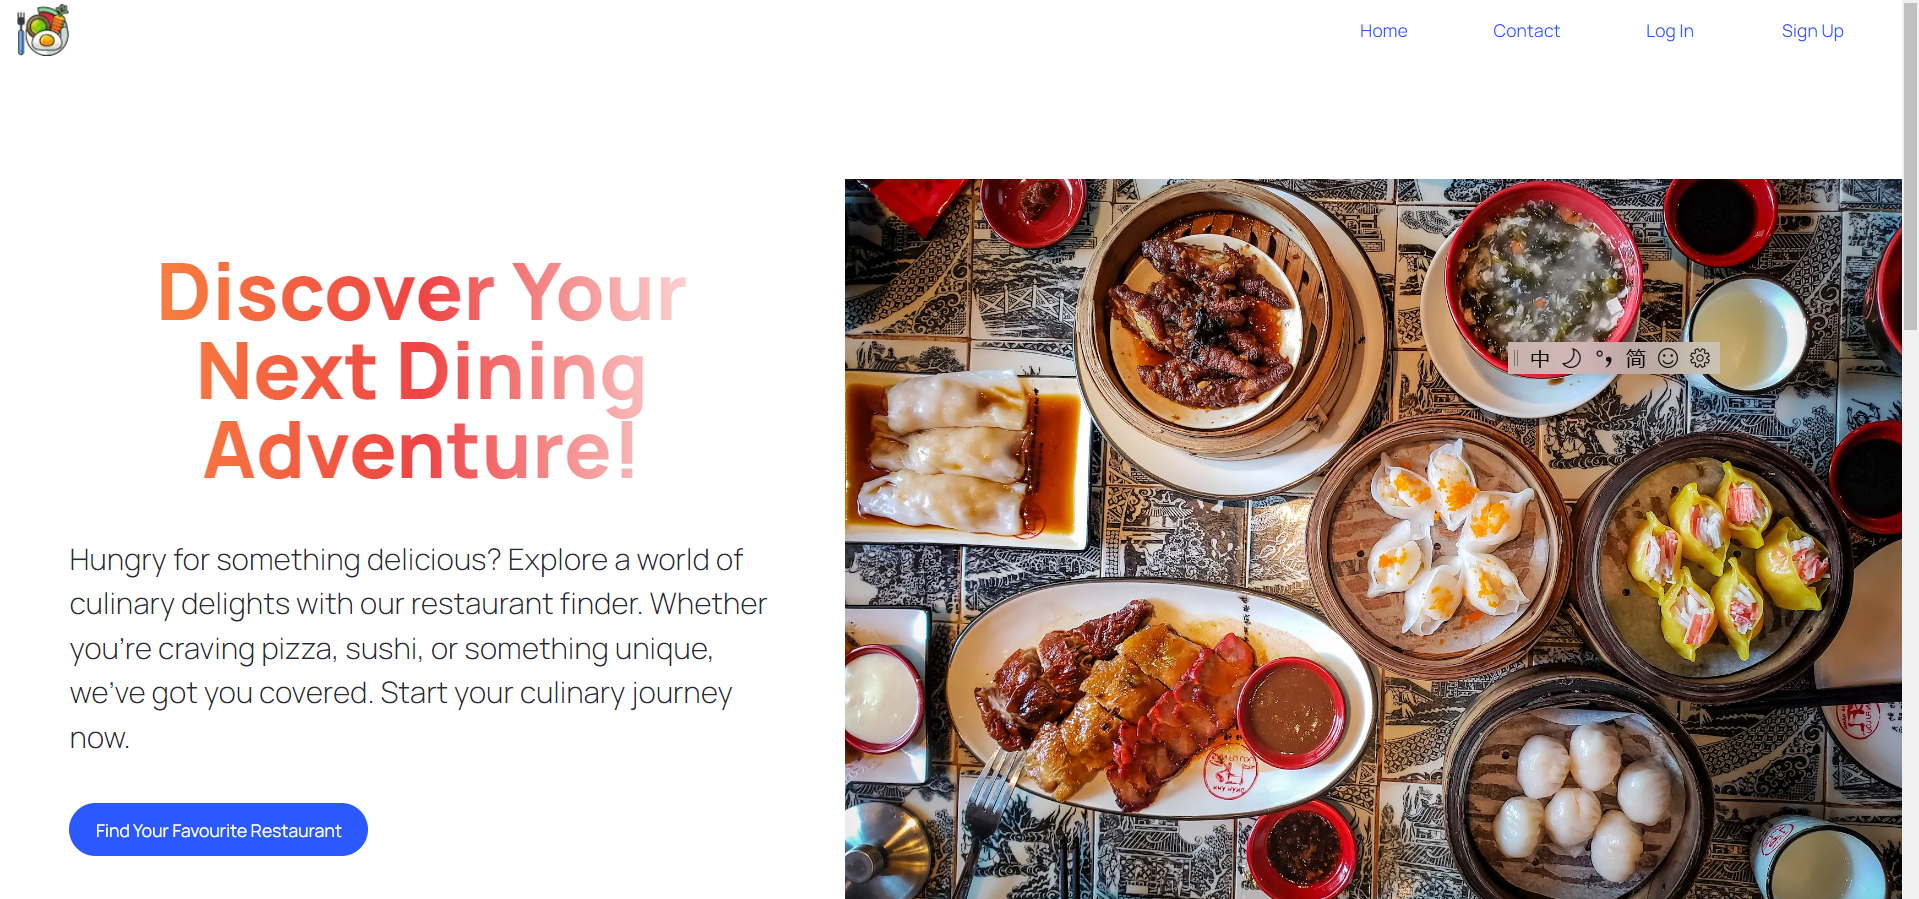 Home
Contact
Log In
Sign Up
Discover Your
Next Dining
Adventure!
Hungry for something delicious? Explore a world of
culinary delights with our restaurant finder. Whether
you're craving pizza, sushi, or something unique,
we've got you covered. Start your culinary journey
now.
Find Your Favourite Restaurant
中 °, 简